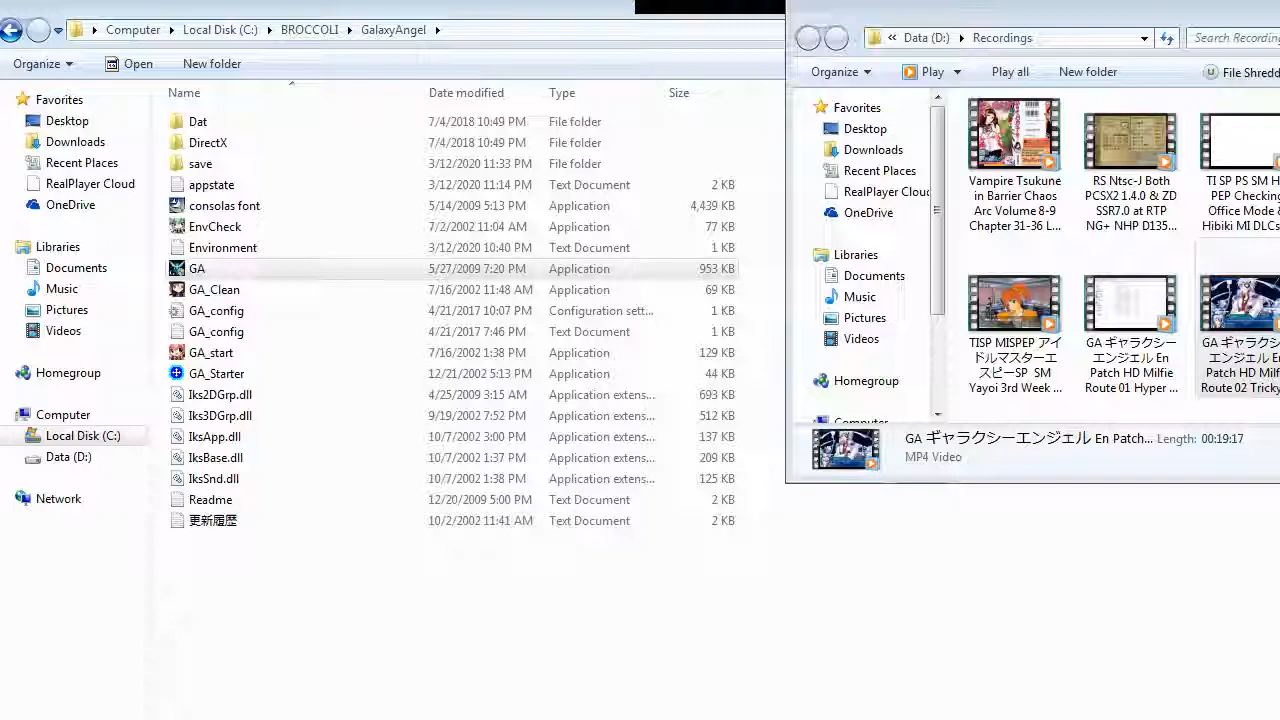 Computer Local Disk (C:) BROCCOLI GalaxyAngel
Organize Open New folder
Name Date modified Type Size
Favorites
Desktop
Downloads
Recent Places
RealPlayer Cloud
OneDrive
Libraries
Documents
Music
Pictures
Videos
Homegroup
Computer
Local Disk (C:)
Data (D:)
Network
Dat 7/4/2018 10:49 PM File folder
DirectX 7/4/2018 10:49 PM File folder
save 3/12/2020 11:33 PM File folder
appstate 3/12/2020 11:14 PM Text Document 2 KB
consolas font 5/14/2009 5:13 PM Application 4,439 KB
EnvCheck 7/2/2002 11:04 AM Application 77 KB
Environment 3/12/2020 10:40 PM Text Document 1 KB
GA 5/27/2009 7:20 PM Application 953 KB
GA_Clean 7/16/2002 11:48 AM Application 69 KB
GA_config 4/21/2017 10:07 PM Configuration sett... 1 KB
GA_config 4/21/2017 7:46 PM Text Document 1 KB
GA_start 7/16/2002 1:38 PM Application 129 KB
GA_Starter 12/21/2002 5:13 PM Application 44 KB
Iks2DGrp.dll 4/25/2009 3:15 AM Application extens... 693 KB
Iks3DGrp.dll 9/19/2002 7:52 PM Application extens... 512 KB
IksApp.dll 10/7/2002 3:00 PM Application extens... 137 KB
IksBase.dll 10/7/2002 1:37 PM Application extens... 209 KB
IksSnd.dll 10/7/2002 1:38 PM Application extens... 125 KB
Readme 12/20/2009 5:00 PM Text Document 2 KB
更新履歴 10/2/2002 11:41 AM Text Document 2 KB
« Data (D:) Recordings Search Recording
Organize Play Play all New folder File Shredd
Favorites
Desktop
Downloads
Recent Places
RealPlayer Clou
OneDrive
Libraries
Documents
Music
Pictures
Videos
Homegroup
Computer
Vampire Tsukune
in Barrier Chaos
Arc Volume 8-9
Chapter 31-36 L...
RS Ntsc-J Both
PCSX2 1.4.0 & ZD
SSR7.0 at RTP
NG+ NHP D135...
TI SP PS SM H
PEP Checking
Office Mode &
Hibiki MI DLCs
TISP MISPEP アイ
ドルマスターエ
スピーSP SM
Yayoi 3rd Week ...
GA ギャラクシー
エンジェル En
Patch HD Milfie
Route 01 Hyper ...
GA ギャラクシー
エンジェル En
Patch HD Milfie
Route 02 Tricky
GA ギャラクシーエンジェル En Patch... Length: 00:19:17
MP4 Video